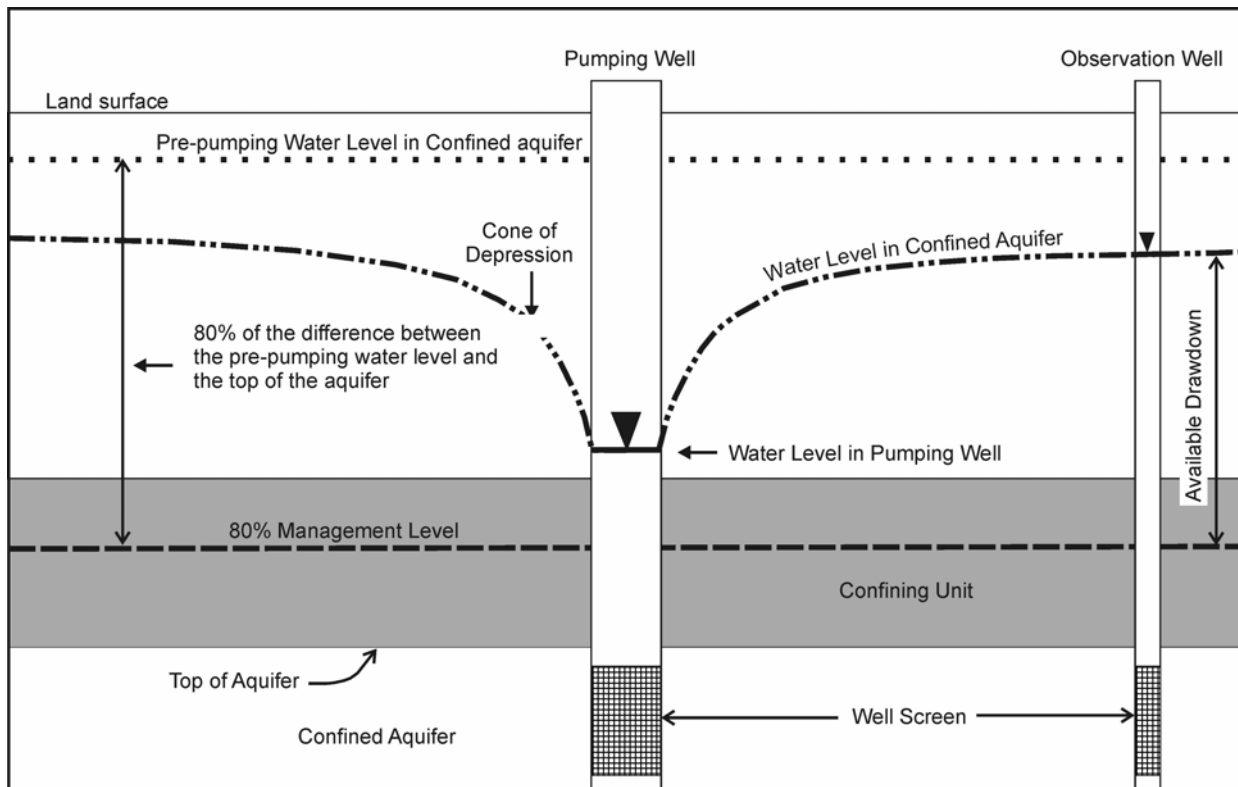 Pumping Well
Observation Well
Land surface
Pre-pumping Water Level in Confined aquifer
Cone of
Depression
Water Level in Confined Aquifer
80% of the difference between
the pre-pumping water level and
the top of the aquifer
Available Drawdown
Water Level in Pumping Well
80% Management Level
Confining Unit
Top of Aquifer
Well Screen
Confined Aquifer